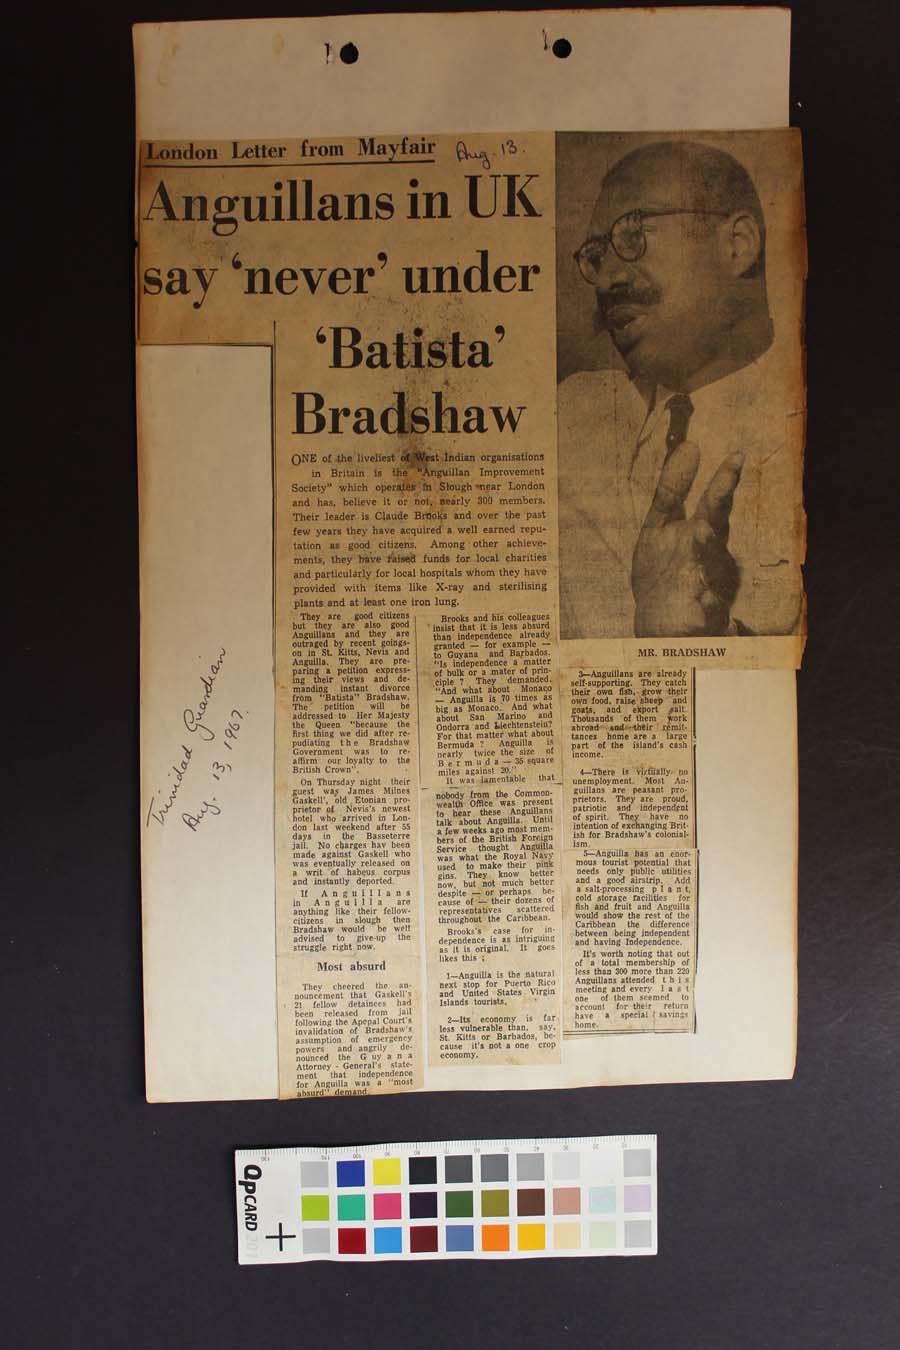 London Letter from Mayfair
Aug. 13.
Anguillans in UK
say ‘never’ under
‘Batista’
Bradshaw
ONE of the liveliest of West Indian organisations
in Britain is the "Anguillan Improvement
Society" which operates in Slough near London
and has, believe it or not, nearly 300 members.
Their leader is Claude Brooks and over the past
few years they have acquired a well earned repu-
tation as good citizens. Among other achieve-
ments, they have raised funds for local charities
and particularly for local hospitals whom they have
provided with items like X-ray and sterilising
plants and at least one iron lung.
They are good citizens
but they are also good
Anguillans and they are
outraged by recent goings-
on in St. Kitts, Nevis and
Anguilla. They are pre-
paring a petition express-
ing their views and de-
manding instant divorce
from "Batista" Bradshaw.
The petition will be
addressed to Her Majesty
the Queen "because the
first thing we did after re-
pudiating the Bradshaw
Government was to re-
affirm our loyalty to the
British Crown".
On Thursday night their
guest was James Milnes
Gaskell', old Etonian pro-
prietor of Nevis's newest
hotel who arrived in Lon-
don last weekend after 55
days in the Basseterre
jail. No charges hav been
made against Gaskell who
was eventually released on
a writ of habeus corpus
and instantly deported.
If Anguillans
in Anguilla are
anything like their fellow-
citizens in slough then
Bradshaw would be well
advised to give-up the
struggle right now.
Most absurd
They cheered the an-
nouncement that Gaskell's
21 fellow detainees had
been released from jail
following the Apepal Court's
invalidation of Bradshaw's
assumption of emergency
powers and angrily de-
nounced the Guyana
Attorney - General's state-
ment that independence
for Anguilla was a "most
absurd" demand.
Brooks and his colleagues
insist that it is less absurd
than independence already
granted — for example —
to Guyana and Barbados.
"Is independence a matter
of bulk or a mater of prin-
ciple ? They demanded.
"And what about Monaco
— Anguilla is 70 times as
big as Monaco. And what
about San Marino and
Ondorra and Liechtenstein?
For that matter what about
Bermuda ? Anguilla is
nearly twice the size of
Bermuda — 35 square
miles against 20."
It was lamentable that
nobody from the Common-
wealth Office was present
to hear these Anguillans
talk about Anguilla. Until
a few weeks ago most mem-
bers of the British Foreign
Service thought Anguilla
was what the Royal Navy
used to make their pink
gins. They know better
now, but not much better
despite — or perhaps be-
cause of — their dozens of
representatives scattered
throughout the Caribbean.
Brooks's case for in-
dependence is as intriguing
as it is original. It goes
likes this :
1—Anguilla is the natural
next stop for Puerto Rico
and United States Virgin
Islands tourists.
2—Its economy is far
less vulnerable than, say,
St. Kitts or Barbados, be-
cause it's not a one crop
economy.
MR. BRADSHAW
3—Anguillans are already
self-supporting. They catch
their own fish, grow their
own food, raise sheep and
goats, and export salt.
Thousands of them work
abroad and their remit-
tances home are a large
part of the island's cash
income.
4—There is virtually no
unemployment. Most An-
guillans are peasant pro-
prietors. They are proud,
patriotic and independent
of spirit. They have no
intention of exchanging Brit-
ish for Bradshaw's colonial-
ism.
5—Anguilla has an enor-
mous tourist potential that
needs only public utilities
and a good airstrip. Add
a salt-processing plant,
cold storage facilities for
fish and fruit and Anguilla
would show the rest of the
Caribbean the difference
between being independent
and having Independence.
It's worth noting that out
of a total membership of
less than 300 more than 220
Anguillans attended this
meeting and every last
one of them seemed to
account for their return
have a special savings
home.
Trinidad Guardian
Aug. 13, 1967.
QPCARD 201